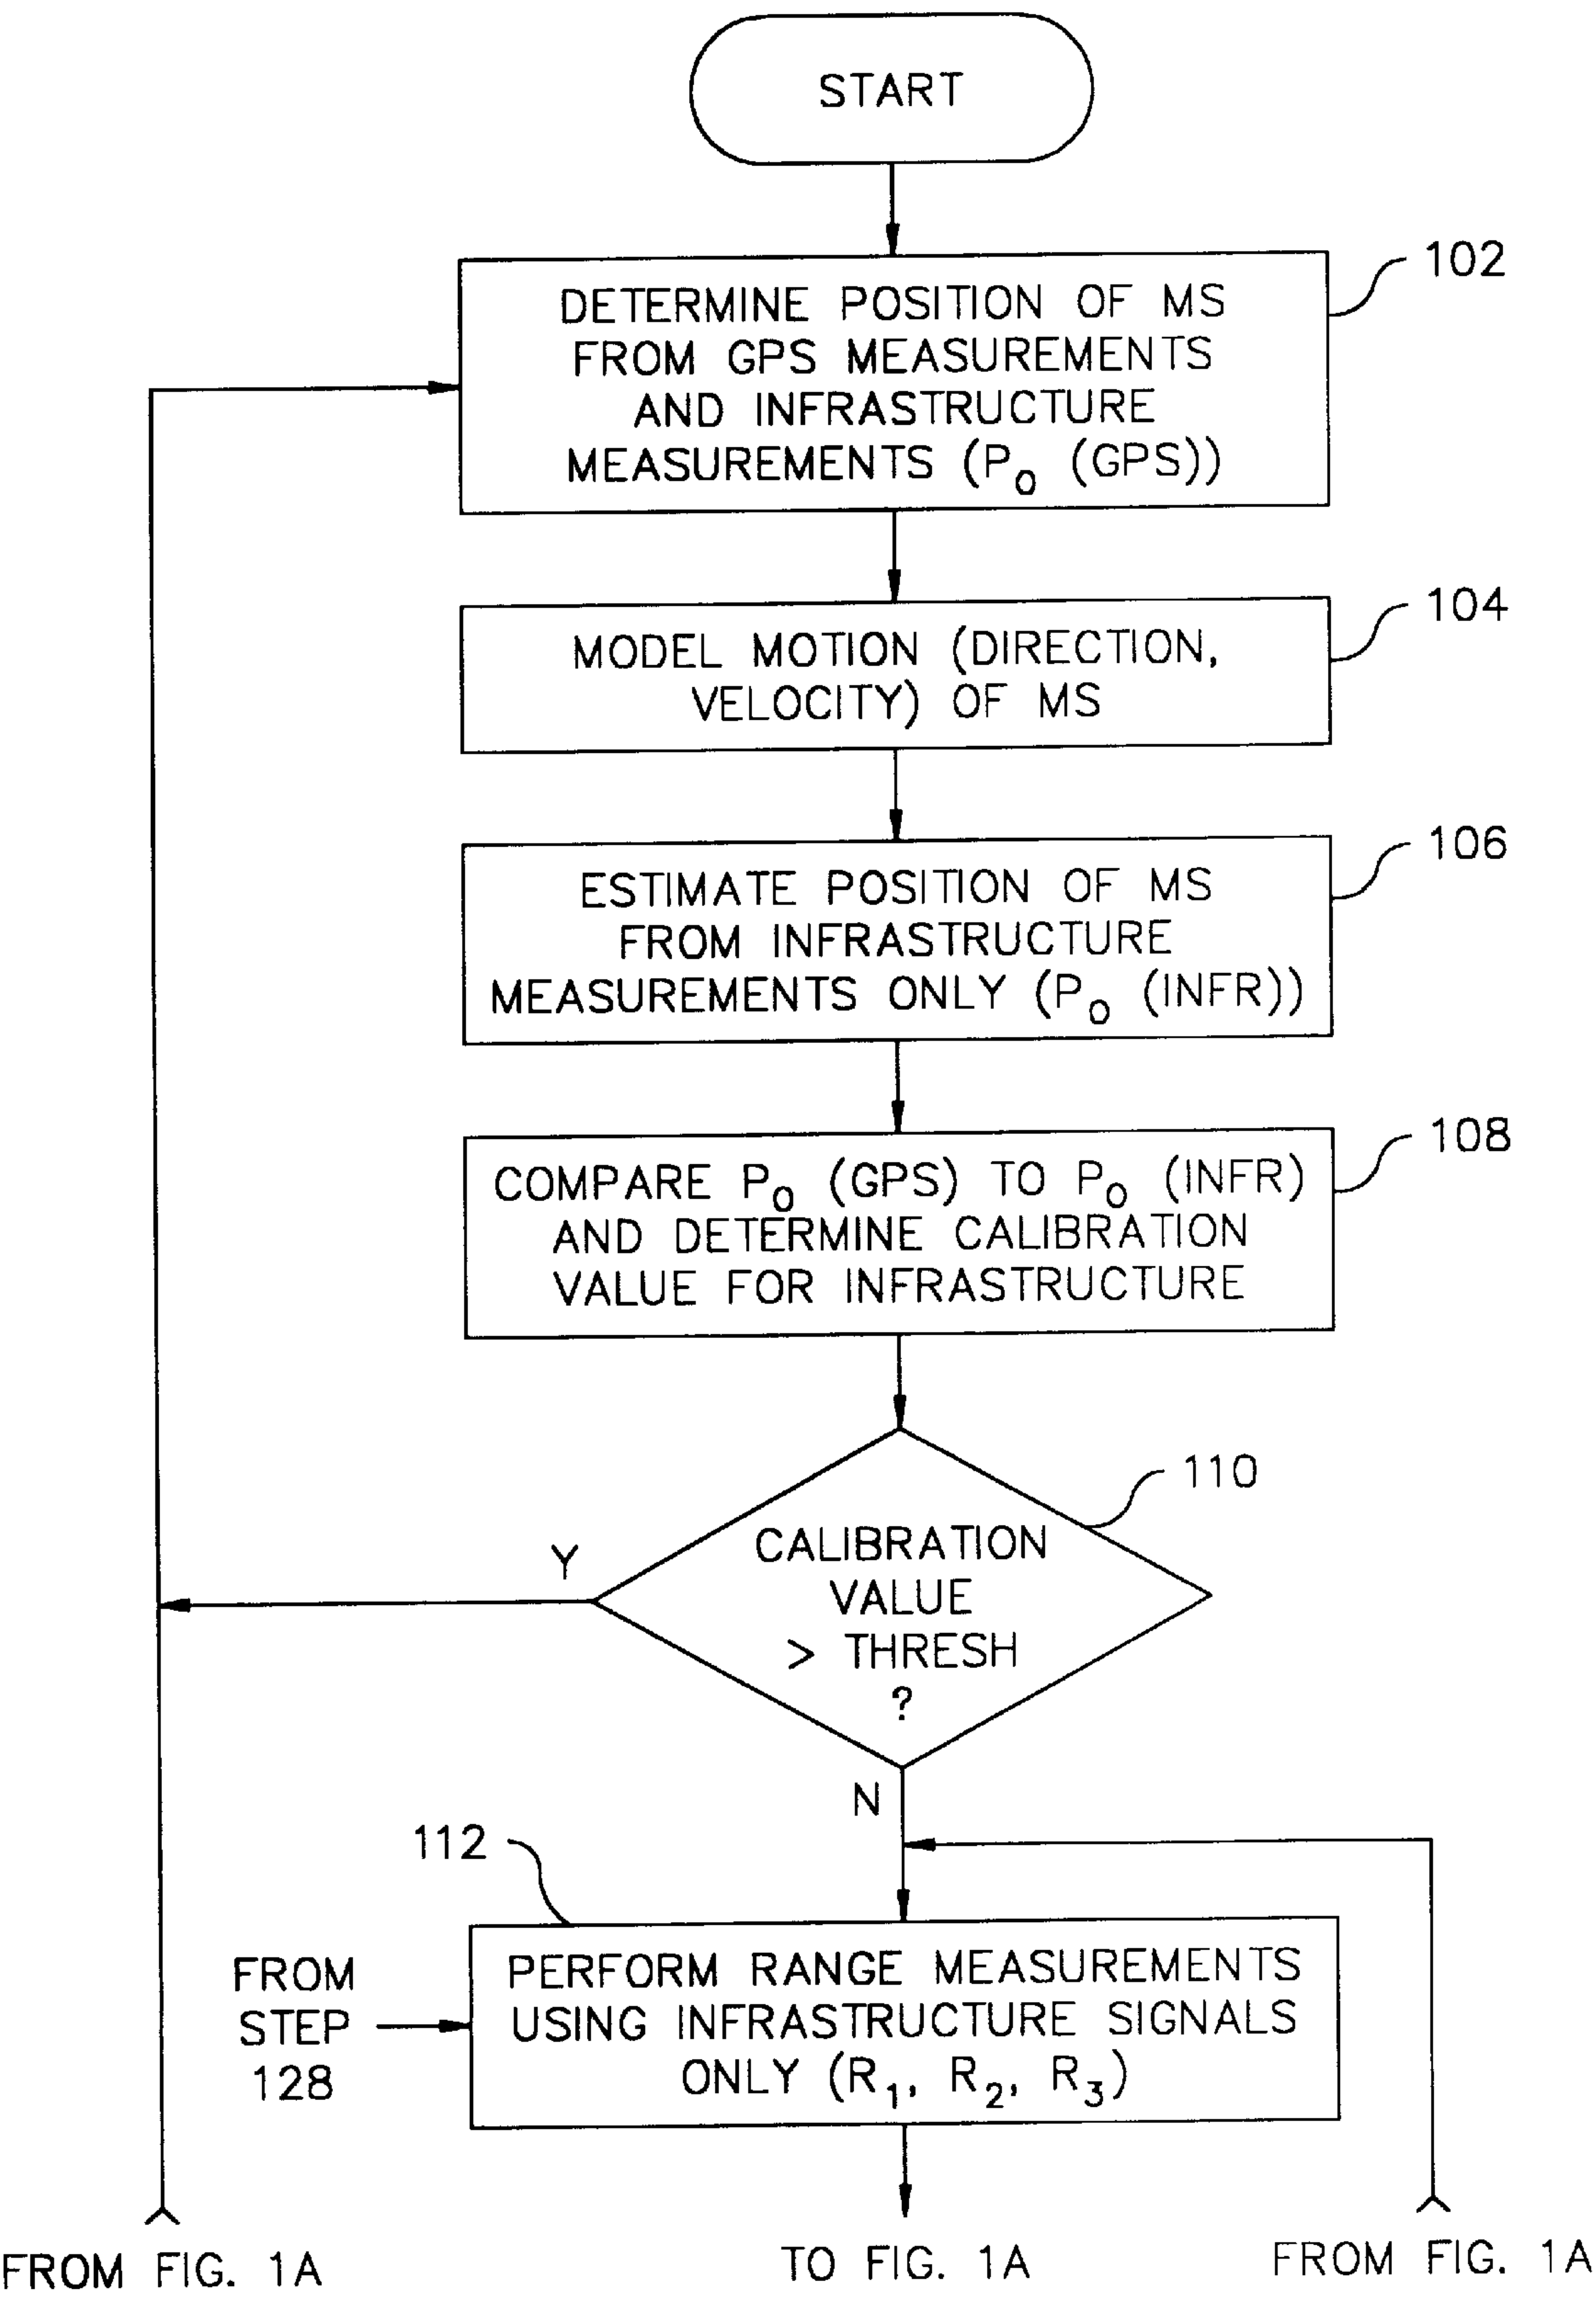 START
102
DETERMINE POSITION OF MS
FROM GPS MEASUREMENTS
AND INFRASTRUCTURE
MEASUREMENTS (P₀ (GPS))
104
MODEL MOTION (DIRECTION,
VELOCITY) OF MS
106
ESTIMATE POSITION OF MS
FROM INFRASTRUCTURE
MEASUREMENTS ONLY (P₀ (INFR))
108
COMPARE P₀ (GPS) TO P₀ (INFR)
AND DETERMINE CALIBRATION
VALUE FOR INFRASTRUCTURE
110
CALIBRATION
VALUE
> THRESH
?
Y
N
112
FROM
STEP
128
PERFORM RANGE MEASUREMENTS
USING INFRASTRUCTURE SIGNALS
ONLY (R₁, R₂, R₃)
FROM FIG. 1A
TO FIG. 1A
FROM FIG. 1A